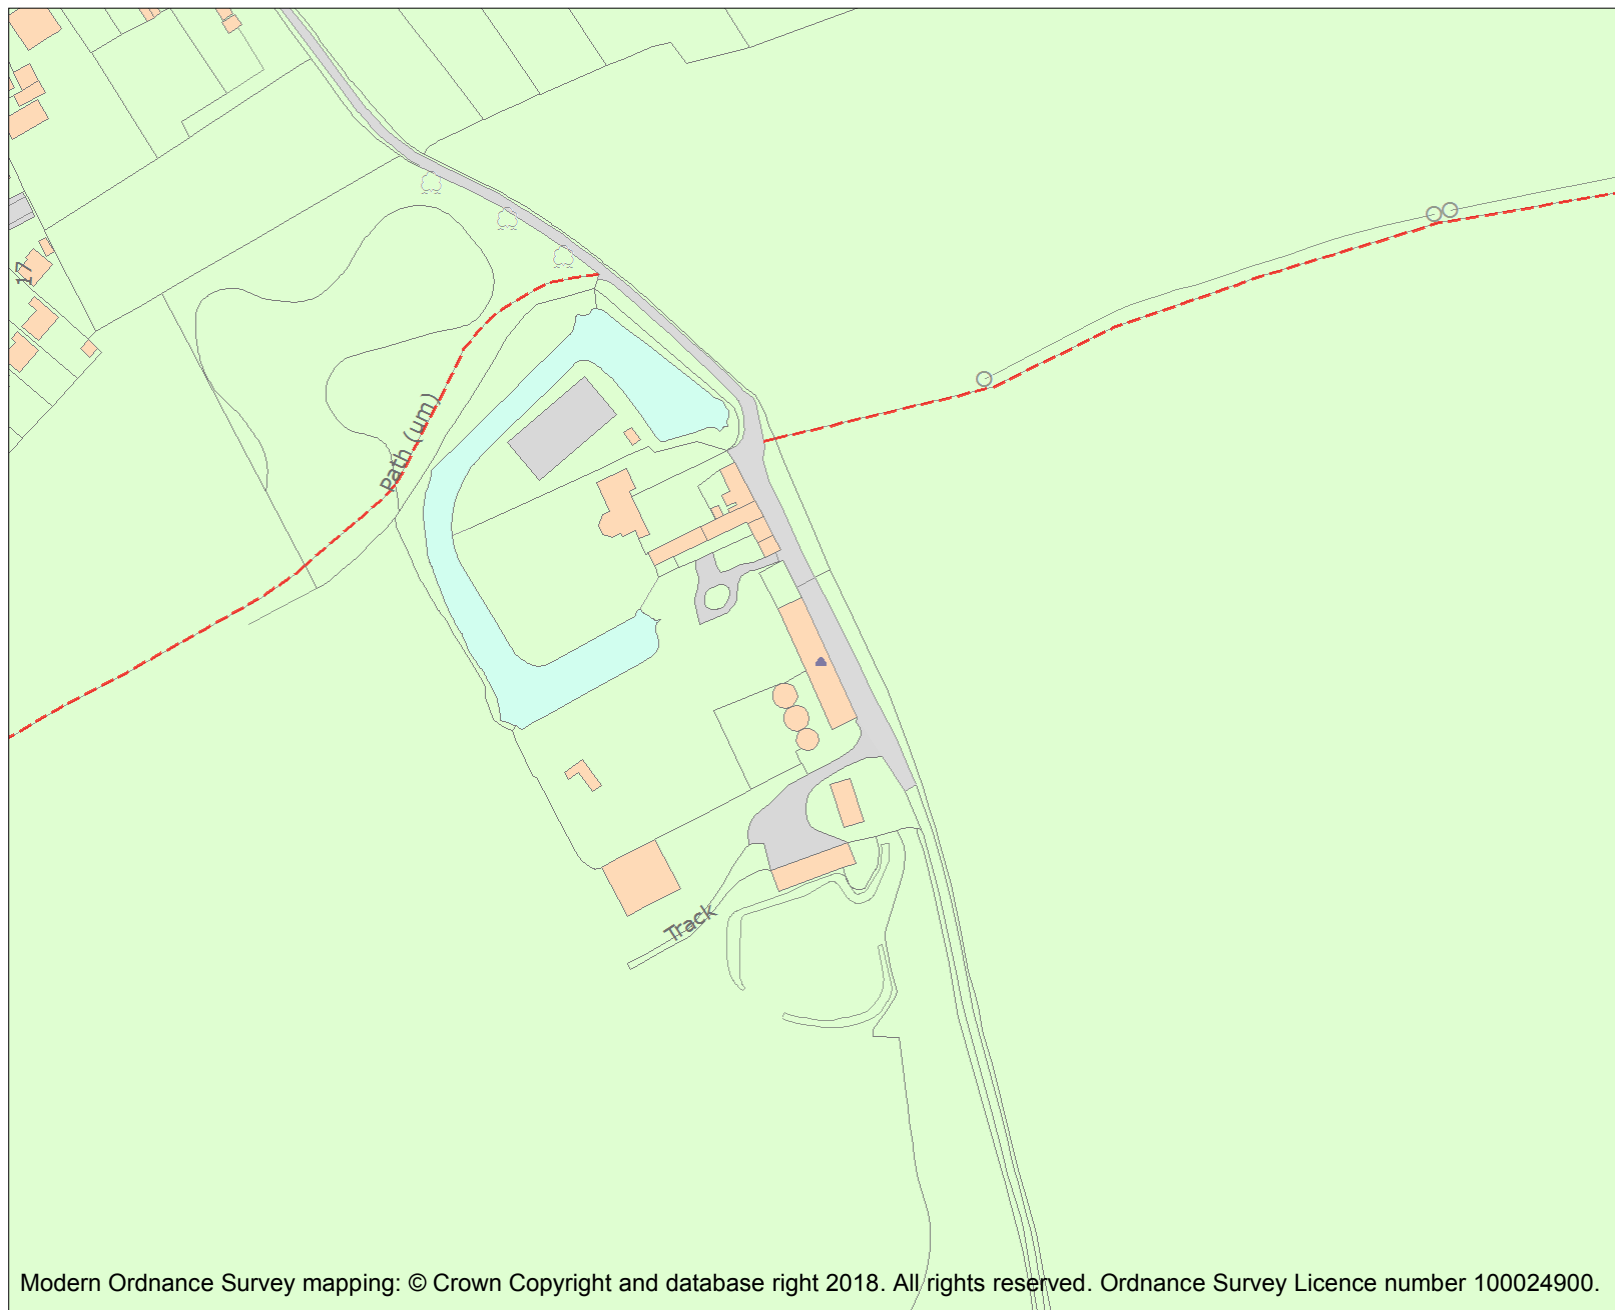 17
Path (um)
Track
Modern Ordnance Survey mapping: © Crown Copyright and database right 2018. All rights reserved. Ordnance Survey Licence number 100024900.